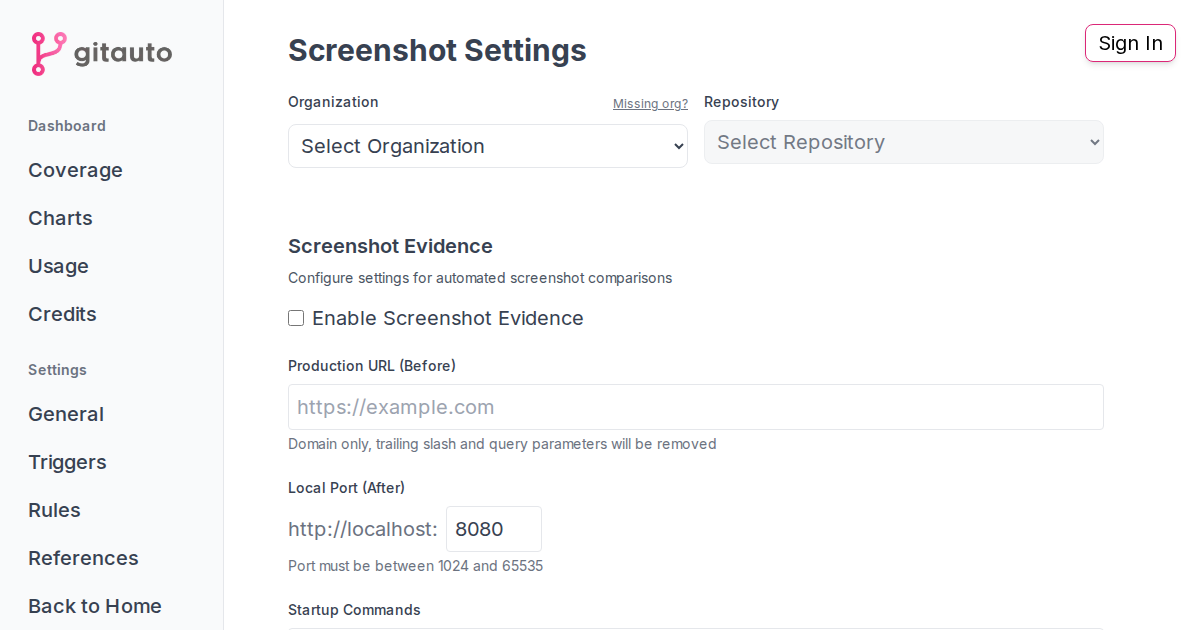 gitauto
Dashboard
Coverage
Charts
Usage
Credits
Settings
General
Triggers
Rules
References
Back to Home
Screenshot Settings
Sign In
Organization
Missing org?
Repository
Select Organization
Select Repository
Screenshot Evidence
Configure settings for automated screenshot comparisons
Enable Screenshot Evidence
Production URL (Before)
https://example.com
Domain only, trailing slash and query parameters will be removed
Local Port (After)
http://localhost: 8080
Port must be between 1024 and 65535
Startup Commands